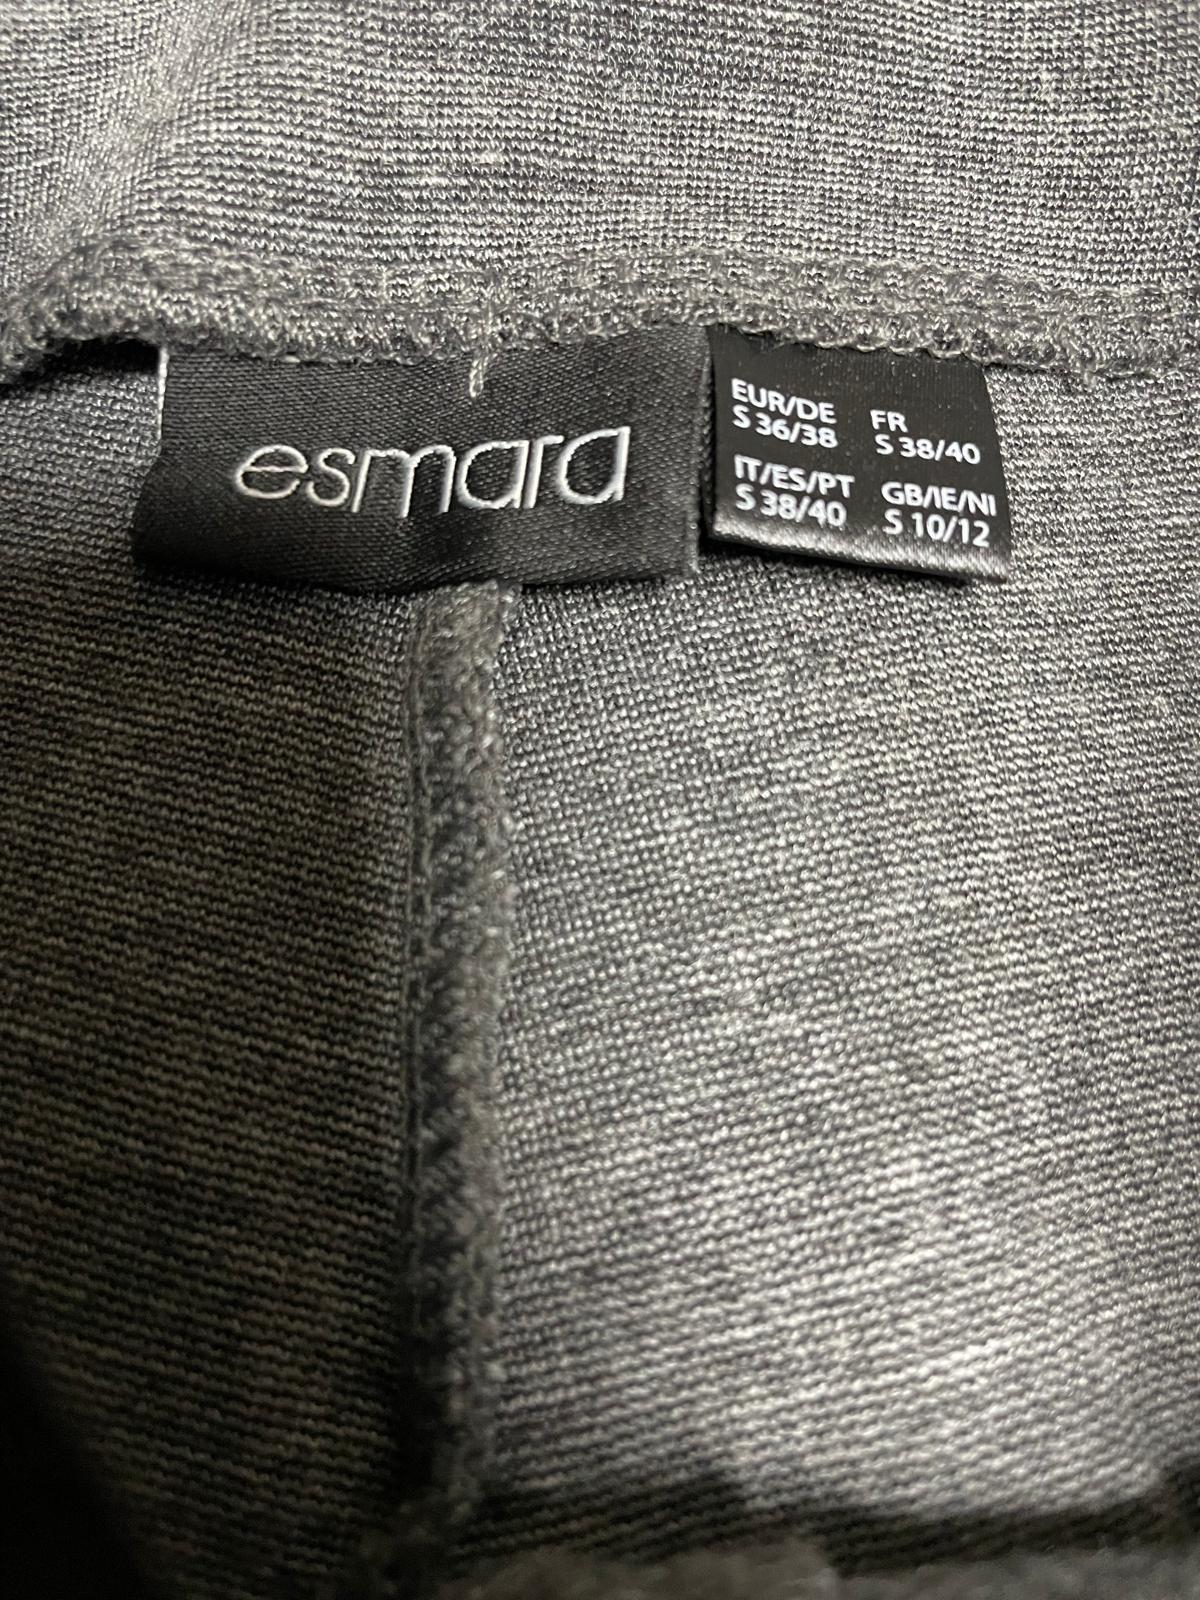 esmara
EUR/DE
S 36/38
FR
S 38/40
IT/ES/PT
S 38/40
GB/IE/NI
S 10/12